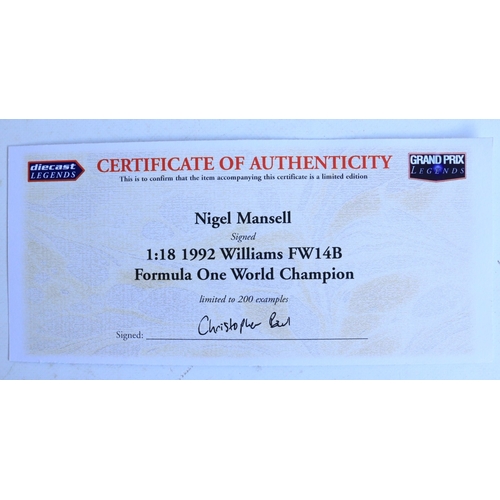 diecast
LEGENDS
CERTIFICATE OF AUTHENTICITY
GRAND PRIX
LEGENDS
This is to confirm that the item accompanying this certificate is a limited edition
Nigel Mansell
Signed
1:18 1992 Williams FW14B
Formula One World Champion
limited to 200 examples
Christopher
Signed: